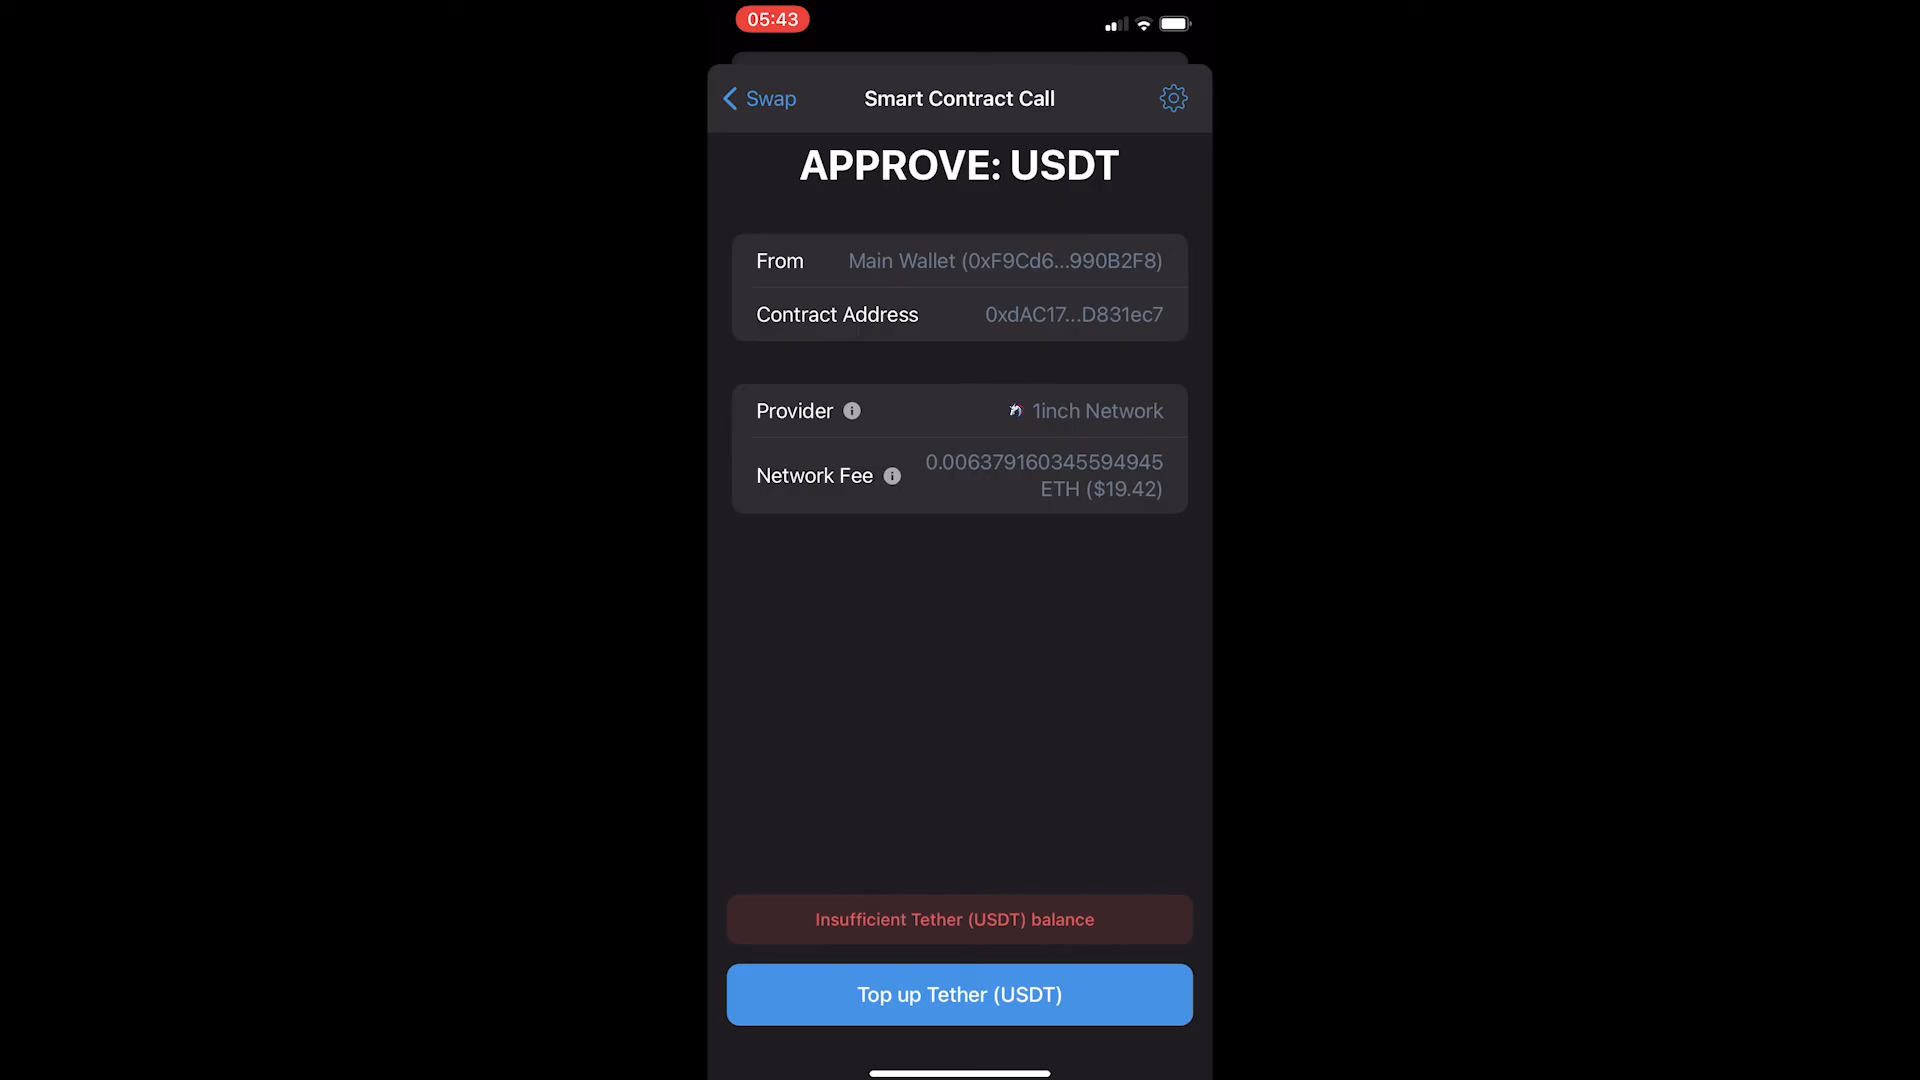 05:43
Swap
Smart Contract Call
APPROVE: USDT
From
Main Wallet (0xF9Cd6...990B2F8)
Contract Address
0xdAC17...D831ec7
Provider
1inch Network
Network Fee
0.006379160345594945
ETH ($19.42)
Insufficient Tether (USDT) balance
Top up Tether (USDT)